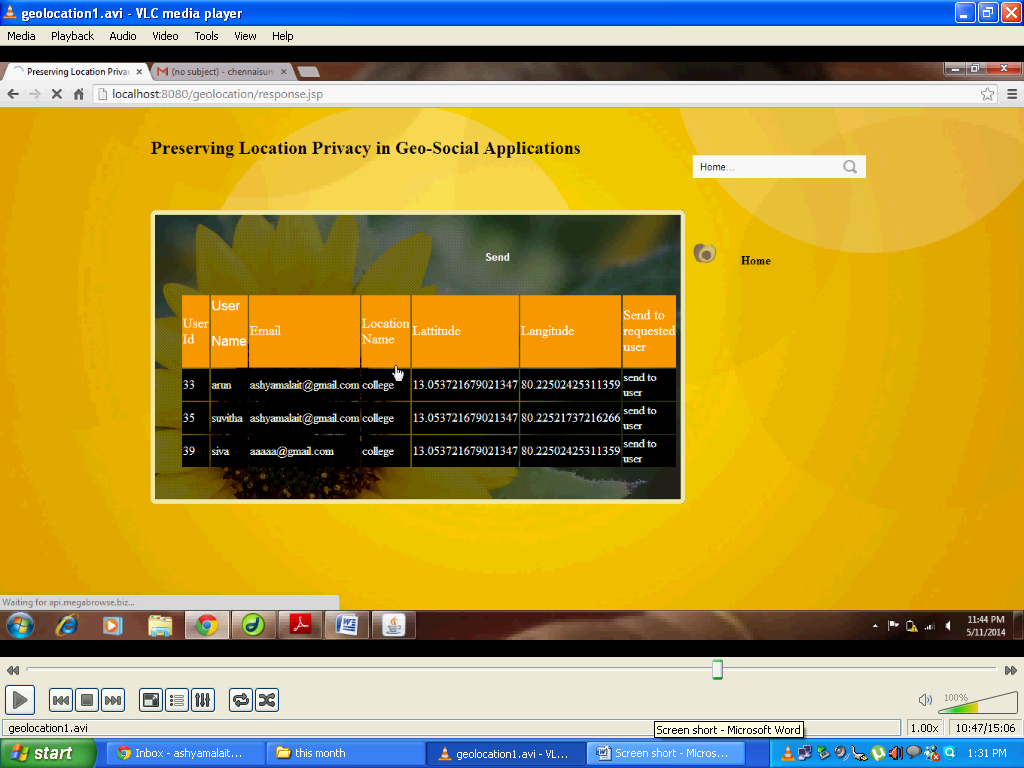 geolocation1.avi - VLC media player
Media Playback Audio Video Tools View Help
Preserving Location Priva
(no subject) - chennaisun
localhost:8080/geolocation/response.jsp
Preserving Location Privacy in Geo-Social Applications
Home...
Send
Home
User Id
User Name
Email
Location Name
Lattitude
Langitude
Send to requested user
33 arun ashyamalait@gmail.com college 13.053721679021347 80.22502425311359 send to user
35 suvitha ashyamalait@gmail.com college 13.053721679021347 80.22521737216266 send to user
39 siva aaaaa@gmail.com college 13.053721679021347 80.22502425311359 send to user
Waiting for api.megabrowse.biz...
11:44 PM
5/11/2014
100%
geolocation1.avi
1.00x
10:47/15:06
Screen short - Microsoft Word
start
Inbox - ashyamalait...
this month
geolocation1.avi - VL...
Screen short - Micros...
1:31 PM